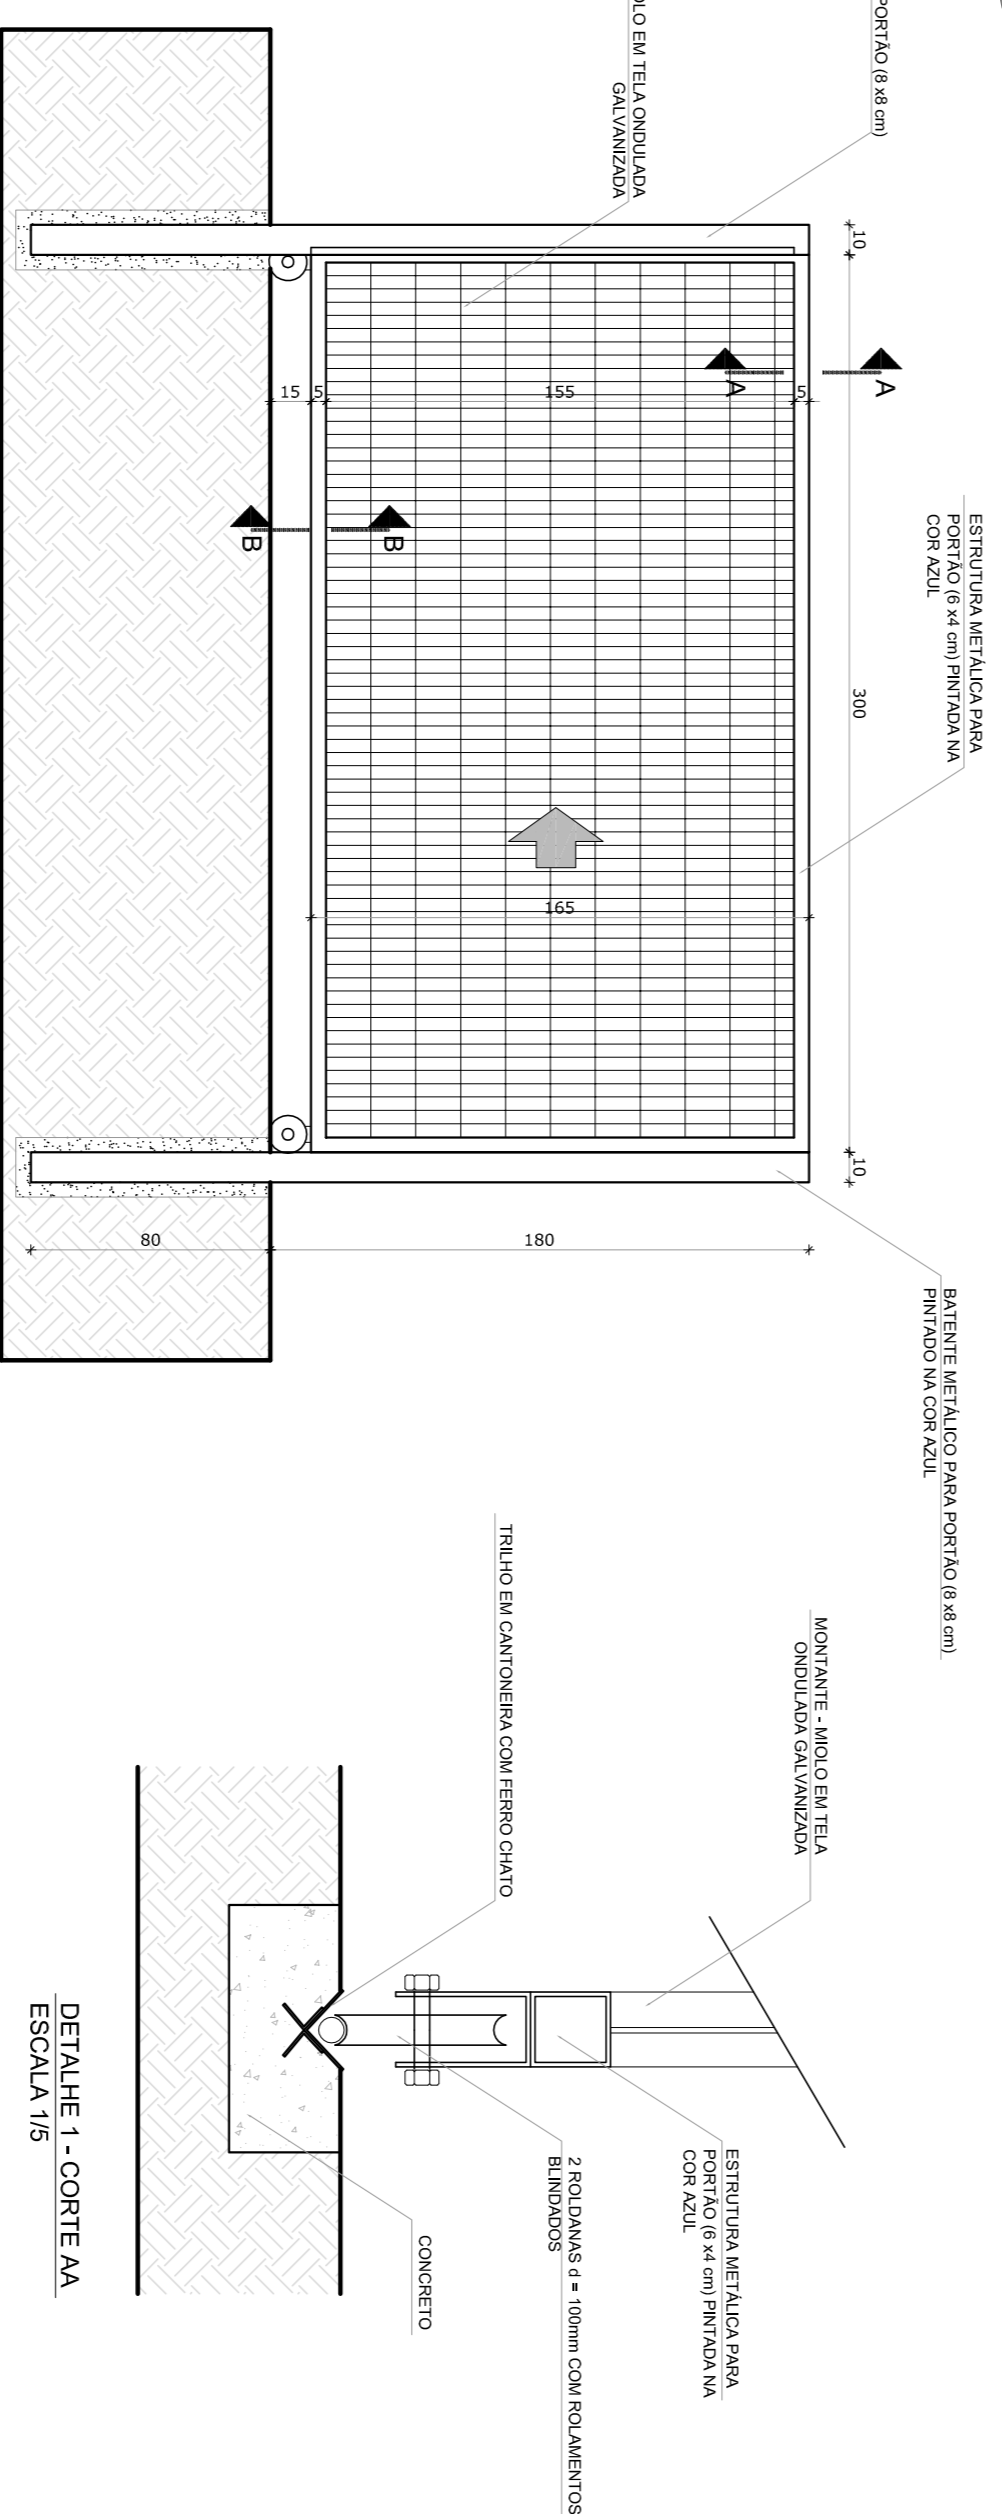 PORTÃO (8 x8 cm)
OLO EM TELA ONDULADA
GALVANIZADA
10
300
10
A
A
15
5
155
5
B
B
165
80
180
ESTRUTURA METÁLICA PARA
PORTÃO (6 x4 cm) PINTADA NA
COR AZUL
BATENTE METÁLICO PARA PORTÃO (8 x8 cm)
PINTADO NA COR AZUL
MONTANTE - MIOLO EM TELA
ONDULADA GALVANIZADA
TRILHO EM CANTONEIRA COM FERRO CHATO
ESTRUTURA METÁLICA PARA
PORTÃO (6 x4 cm) PINTADA NA
COR AZUL
2 ROLDANAS d = 100mm COM ROLAMENTOS
BLINDADOS
CONCRETO
DETALHE 1 - CORTE AA
ESCALA 1/5